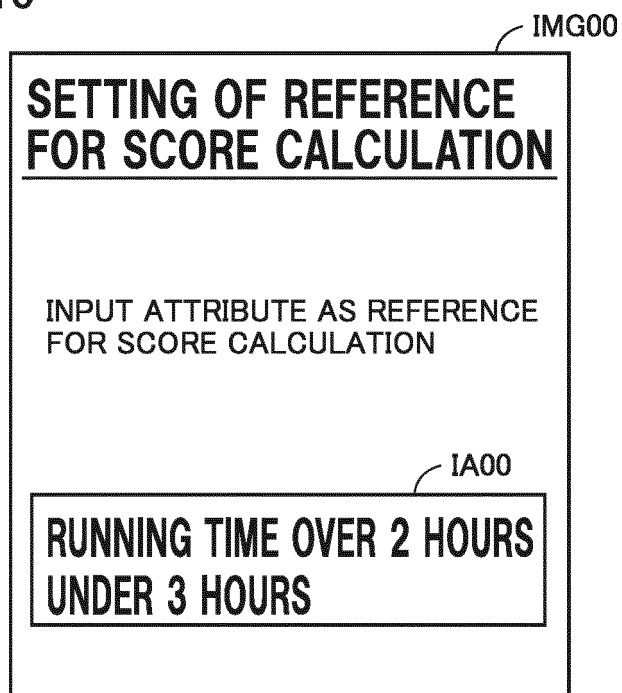 IMG00
SETTING OF REFERENCE
FOR SCORE CALCULATION
INPUT ATTRIBUTE AS REFERENCE
FOR SCORE CALCULATION
IA00
RUNNING TIME OVER 2 HOURS
UNDER 3 HOURS